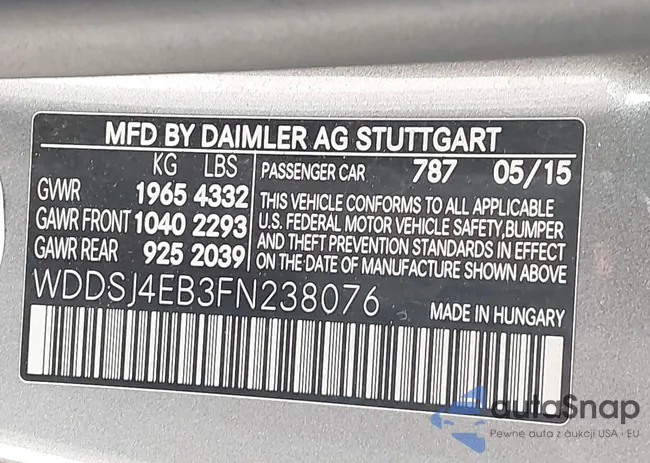 MFD BY DAIMLER AG STUTTGART
KG LBS
GVWR 1965 4332
GAWR FRONT 1040 2293
GAWR REAR 925 2039
PASSENGER CAR 787 05/15
THIS VEHICLE CONFORMS TO ALL APPLICABLE
U.S. FEDERAL MOTOR VEHICLE SAFETY, BUMPER
AND THEFT PREVENTION STANDARDS IN EFFECT
ON THE DATE OF MANUFACTURE SHOWN ABOVE
WDDSJ4EB3FN238076
MADE IN HUNGARY
autoSnap
Pewne auta z aukcji USA i EU